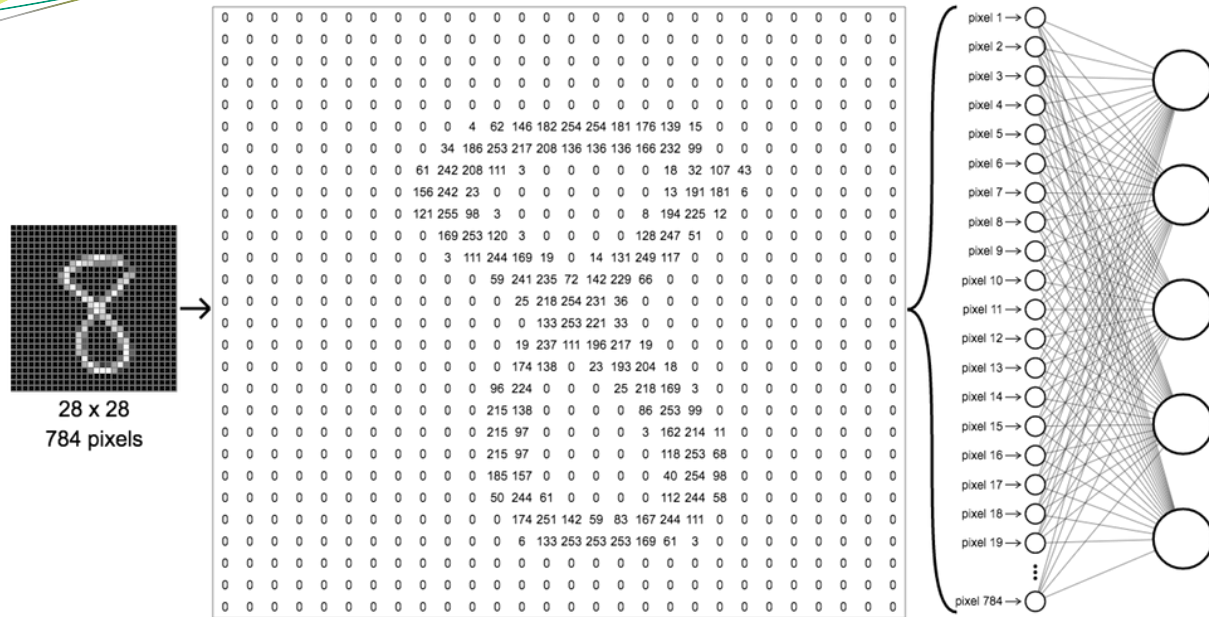 28 x 28
784 pixels
0 0 0 0 0 0 0 0 0 0 0 0 0 0 0 0 0 0 0 0 0 0 0 0 0 0 0 0
0 0 0 0 0 0 0 0 0 0 0 0 0 0 0 0 0 0 0 0 0 0 0 0 0 0 0 0
0 0 0 0 0 0 0 0 0 0 0 0 0 0 0 0 0 0 0 0 0 0 0 0 0 0 0 0
0 0 0 0 0 0 0 0 0 0 0 0 0 0 0 0 0 0 0 0 0 0 0 0 0 0 0 0
0 0 0 0 0 0 0 0 0 0 0 0 0 0 0 0 0 0 0 0 0 0 0 0 0 0 0 0
0 0 0 0 0 0 0 0 0 0 4 62 146 182 254 254 181 176 139 15 0 0 0 0 0 0 0 0
0 0 0 0 0 0 0 0 0 34 186 253 217 208 136 136 136 166 232 99 0 0 0 0 0 0 0 0
0 0 0 0 0 0 0 0 61 242 208 111 3 0 0 0 0 0 18 32 107 43 0 0 0 0 0 0
0 0 0 0 0 0 0 0 156 242 23 0 0 0 0 0 0 0 13 191 181 6 0 0 0 0 0 0
0 0 0 0 0 0 0 0 121 255 98 3 0 0 0 0 0 8 194 225 12 0 0 0 0 0 0 0
0 0 0 0 0 0 0 0 0 169 253 120 3 0 0 0 0 128 247 51 0 0 0 0 0 0 0 0
0 0 0 0 0 0 0 0 0 3 111 244 169 19 0 14 131 249 117 0 0 0 0 0 0 0 0 0
0 0 0 0 0 0 0 0 0 0 0 59 241 235 72 142 229 66 0 0 0 0 0 0 0 0 0 0
0 0 0 0 0 0 0 0 0 0 0 0 25 218 254 231 36 0 0 0 0 0 0 0 0 0 0 0
0 0 0 0 0 0 0 0 0 0 0 0 0 133 253 221 33 0 0 0 0 0 0 0 0 0 0 0
0 0 0 0 0 0 0 0 0 0 0 0 19 237 111 196 217 19 0 0 0 0 0 0 0 0 0 0
0 0 0 0 0 0 0 0 0 0 0 0 174 138 0 23 193 204 18 0 0 0 0 0 0 0 0 0
0 0 0 0 0 0 0 0 0 0 0 96 224 0 0 0 25 218 169 3 0 0 0 0 0 0 0 0
0 0 0 0 0 0 0 0 0 0 0 215 138 0 0 0 0 86 253 99 0 0 0 0 0 0 0 0
0 0 0 0 0 0 0 0 0 0 0 215 97 0 0 0 0 3 162 214 11 0 0 0 0 0 0 0
0 0 0 0 0 0 0 0 0 0 0 215 97 0 0 0 0 0 118 253 68 0 0 0 0 0 0 0
0 0 0 0 0 0 0 0 0 0 0 185 157 0 0 0 0 0 40 254 98 0 0 0 0 0 0 0
0 0 0 0 0 0 0 0 0 0 0 50 244 61 0 0 0 0 112 244 58 0 0 0 0 0 0 0
0 0 0 0 0 0 0 0 0 0 0 0 174 251 142 59 83 167 244 111 0 0 0 0 0 0 0 0
0 0 0 0 0 0 0 0 0 0 0 0 6 133 253 253 253 169 61 3 0 0 0 0 0 0 0 0
0 0 0 0 0 0 0 0 0 0 0 0 0 0 0 0 0 0 0 0 0 0 0 0 0 0 0 0
0 0 0 0 0 0 0 0 0 0 0 0 0 0 0 0 0 0 0 0 0 0 0 0 0 0 0 0
0 0 0 0 0 0 0 0 0 0 0 0 0 0 0 0 0 0 0 0 0 0 0 0 0 0 0 0
pixel 1
pixel 2
pixel 3
pixel 4
pixel 5
pixel 6
pixel 7
pixel 8
pixel 9
pixel 10
pixel 11
pixel 12
pixel 13
pixel 14
pixel 15
pixel 16
pixel 17
pixel 18
pixel 19
pixel 784